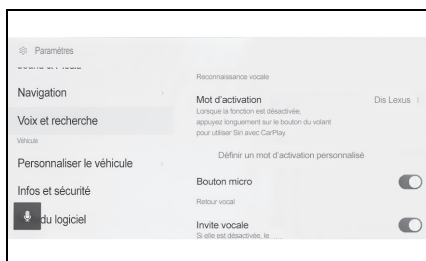 Paramètres
Navigation
Voix et recherche
Véhicule
Personnaliser le véhicule
Infos et sécurité
du logiciel
Reconnaissance vocale
Mot d'activation
Dis Lexus
Lorsque la fonction est désactivée,
appuyez longuement sur le bouton du volant
pour utiliser Siri avec CarPlay.
Définir un mot d'activation personnalisé
Bouton micro
Retour vocal
Invite vocale
Si elle est désactivée, le